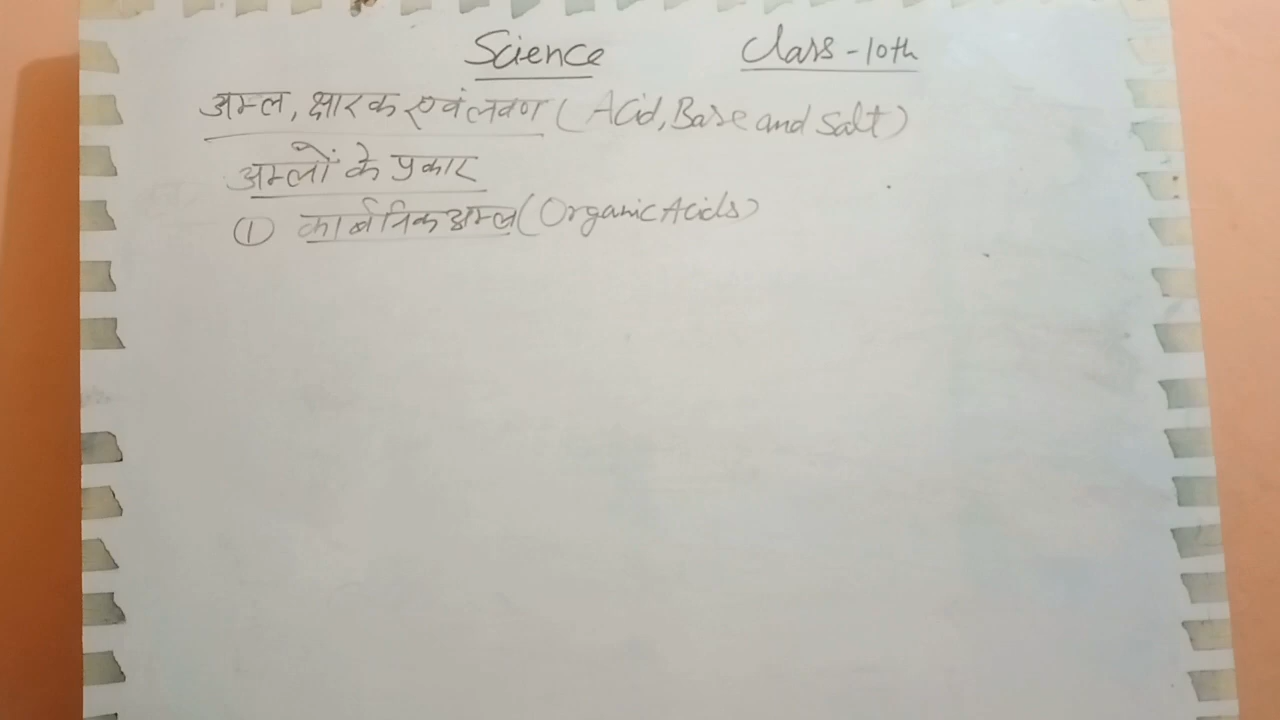 Science Class-10th
अम्ल, क्षारक एवं लवण (Acid, Base and Salt)
अम्लों के प्रकार
① कार्बनिक अम्ल (Organic Acids)